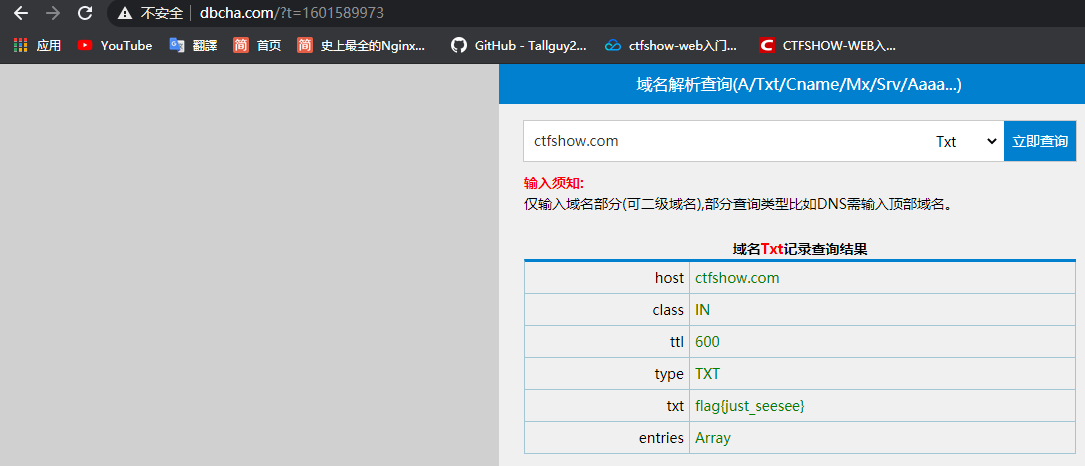 不安全 dbcha.com/?t=1601589973
应用 YouTube 翻譯 首页 史上最全的Nginx... GitHub - Tallguy2... ctfshow-web入门... CTFSHOW-WEB入...
域名解析查询(A/Txt/Cname/Mx/Srv/Aaaa...)
ctfshow.com Txt 立即查询
输入须知:
仅输入域名部分(可二级域名),部分查询类型比如DNS需输入顶部域名。
域名Txt记录查询结果
host ctfshow.com
class IN
ttl 600
type TXT
txt flag{just_seesee}
entries Array